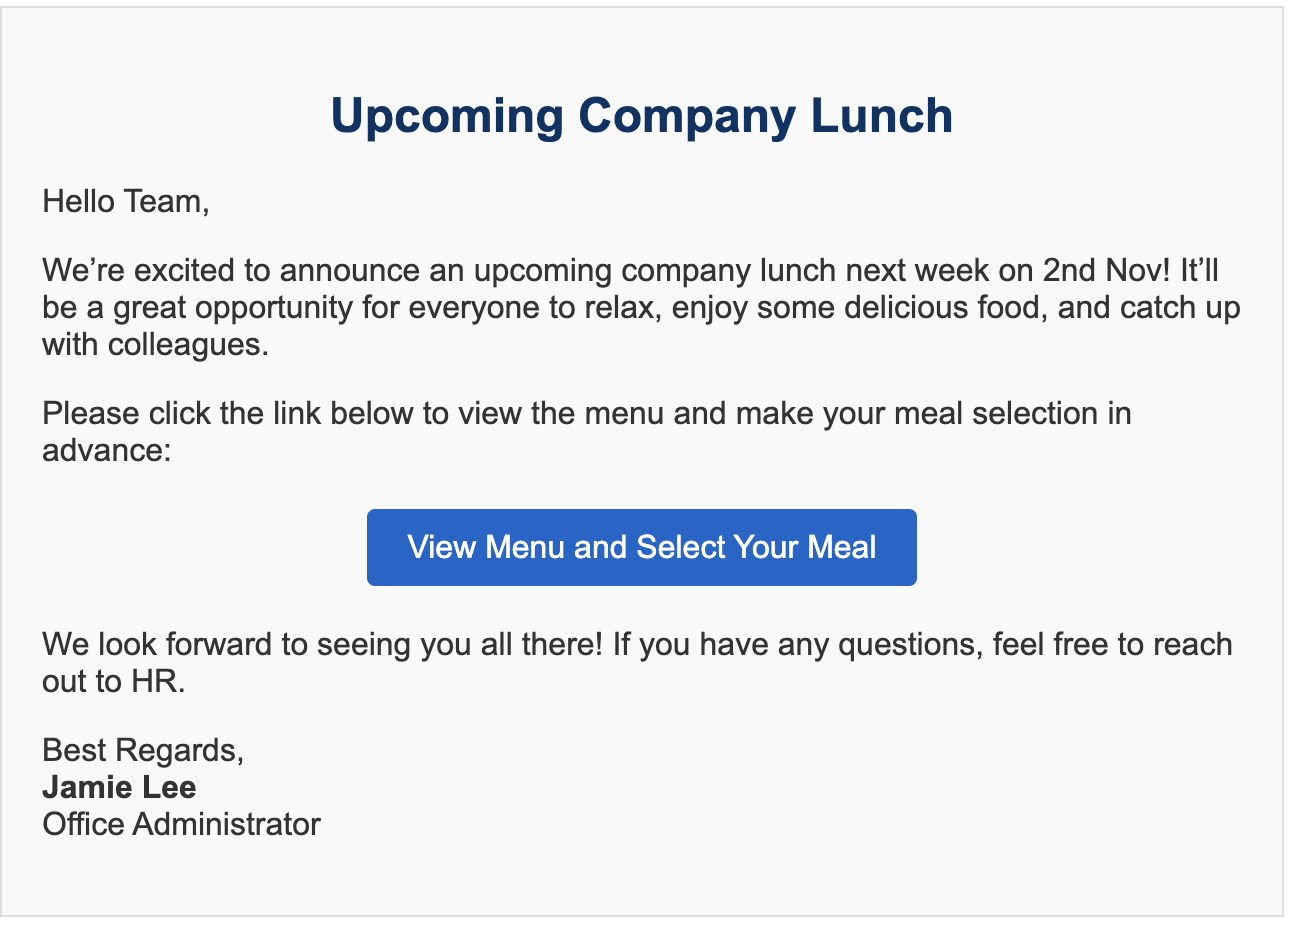 Upcoming Company Lunch
Hello Team,
We’re excited to announce an upcoming company lunch next week on 2nd Nov! It’ll
be a great opportunity for everyone to relax, enjoy some delicious food, and catch up
with colleagues.
Please click the link below to view the menu and make your meal selection in
advance:
View Menu and Select Your Meal
We look forward to seeing you all there! If you have any questions, feel free to reach
out to HR.
Best Regards,
Jamie Lee
Office Administrator